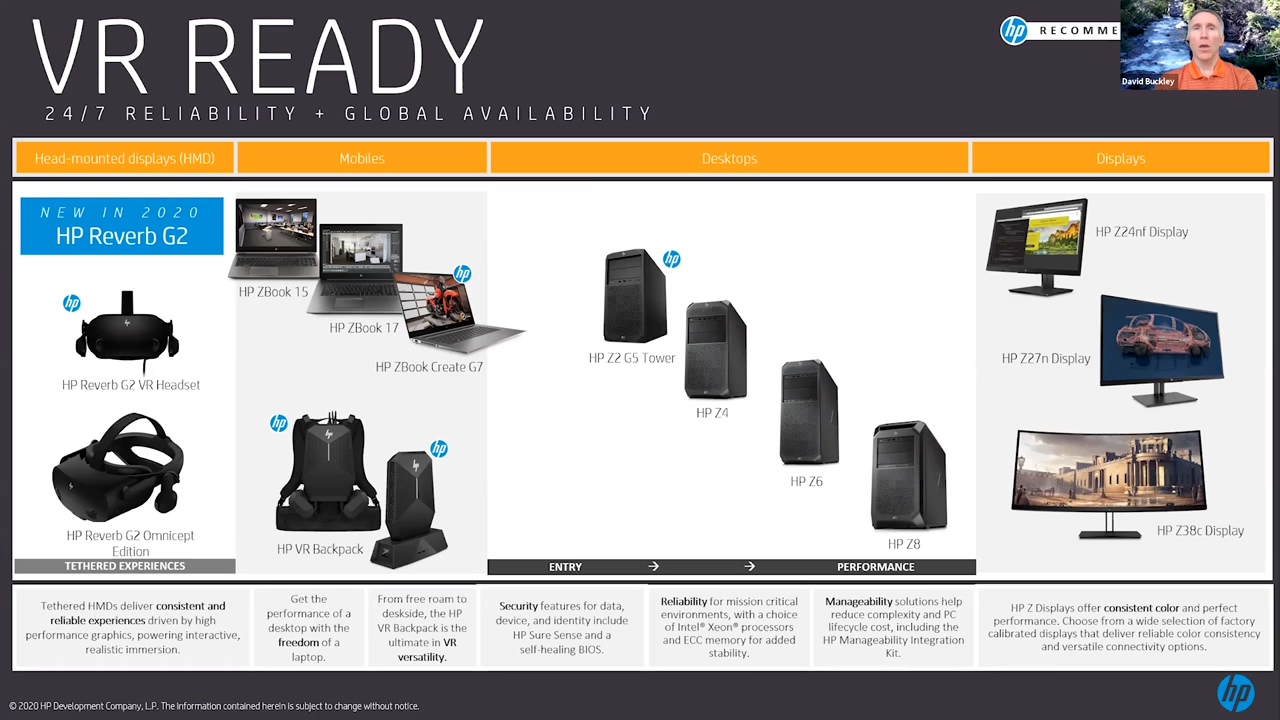 VR READY
24/7 RELIABILITY + GLOBAL AVAILABILITY
hp RECOMME
David Buckley
Head-mounted displays (HMD)
Mobiles
Desktops
Displays
NEW IN 2020
HP Reverb G2
hp
HP Reverb G2 VR Headset
HP Reverb G2 Omnicept
Edition
TETHERED EXPERIENCES
HP ZBook 15
HP ZBook 17
hp
HP ZBook Create G7
hp
hp
HP VR Backpack
hp
HP Z2 G5 Tower
HP Z4
HP Z6
HP Z8
ENTRY → → PERFORMANCE
HP Z24nf Display
HP Z27n Display
HP Z38c Display
Tethered HMDs deliver consistent and
reliable experiences driven by high
performance graphics, powering interactive,
realistic immersion.
Get the
performance of a
desktop with the
freedom of a
laptop.
From free roam to
deskside, the HP
VR Backpack is the
ultimate in VR
versatility.
Security features for data,
device, and identity include
HP Sure Sense and a
self-healing BIOS.
Reliability for mission critical
environments, with a choice
of Intel® Xeon® processors
and ECC memory for added
stability.
Manageability solutions help
reduce complexity and PC
lifecycle cost, including the
HP Manageability Integration
Kit.
HP Z Displays offer consistent color and perfect
performance. Choose from a wide selection of factory
calibrated displays that deliver reliable color consistency
and versatile connectivity options.
© 2020 HP Development Company, L.P. The information contained herein is subject to change without notice.
hp